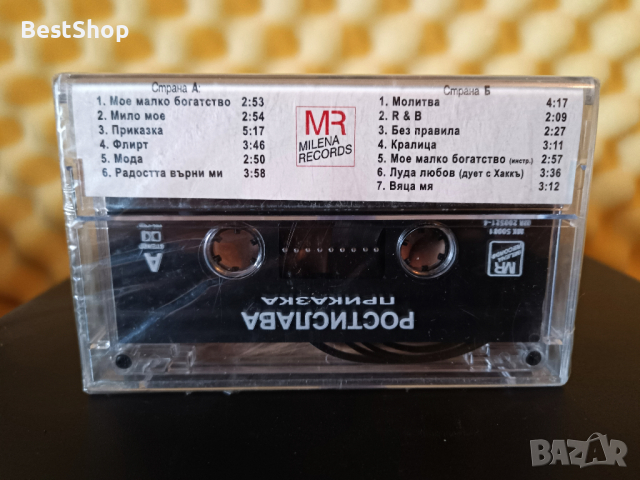 BestShop
Страна А:
1. Мое малко богатство 2:53
2. Мило мое 2:54
3. Приказка 5:17
4. Флирт 3:46
5. Мода 2:50
6. Радостта върни ми 3:58
MR
MILENA
RECORDS
Страна Б
1. Молитва 4:17
2. R & B 2:09
3. Без правила 2:27
4. Кралица 3:11
5. Мое малко богатство (инстр.) 2:57
6. Луда любов (дует с Хаккъ) 3:36
7. Вяца мя 3:12
A
MR
MILENA
RECORDS
РОСТИСЛАВА
ПРИКАЗКА
BAZAR